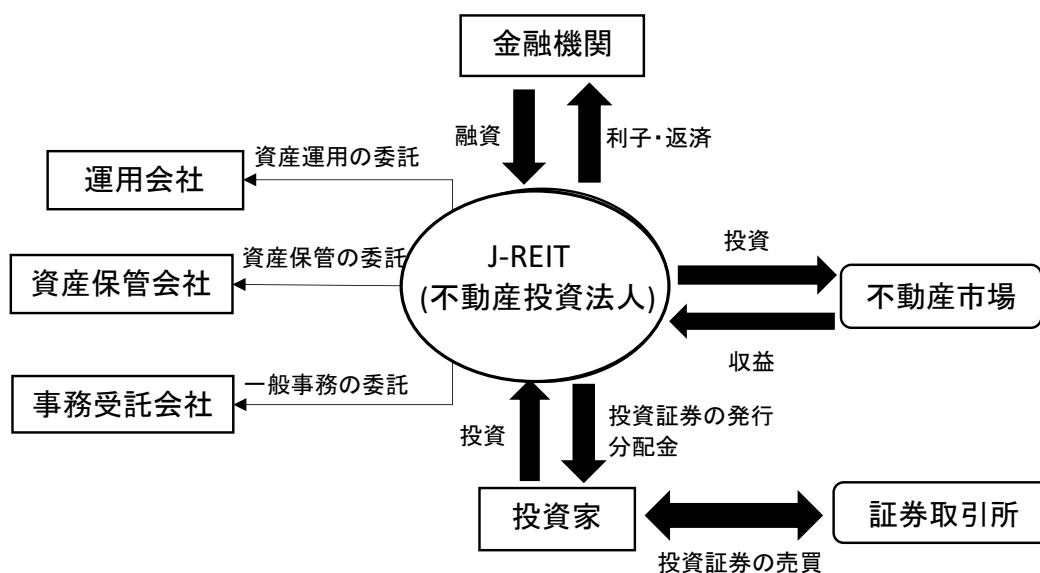 金融機関
融資
利子・返済
資産運用の委託
運用会社
資産保管の委託
資産保管会社
J-REIT
(不動産投資法人)
投資
不動産市場
収益
一般事務の委託
事務受託会社
投資
投資証券の発行
分配金
投資家
証券取引所
投資証券の売買